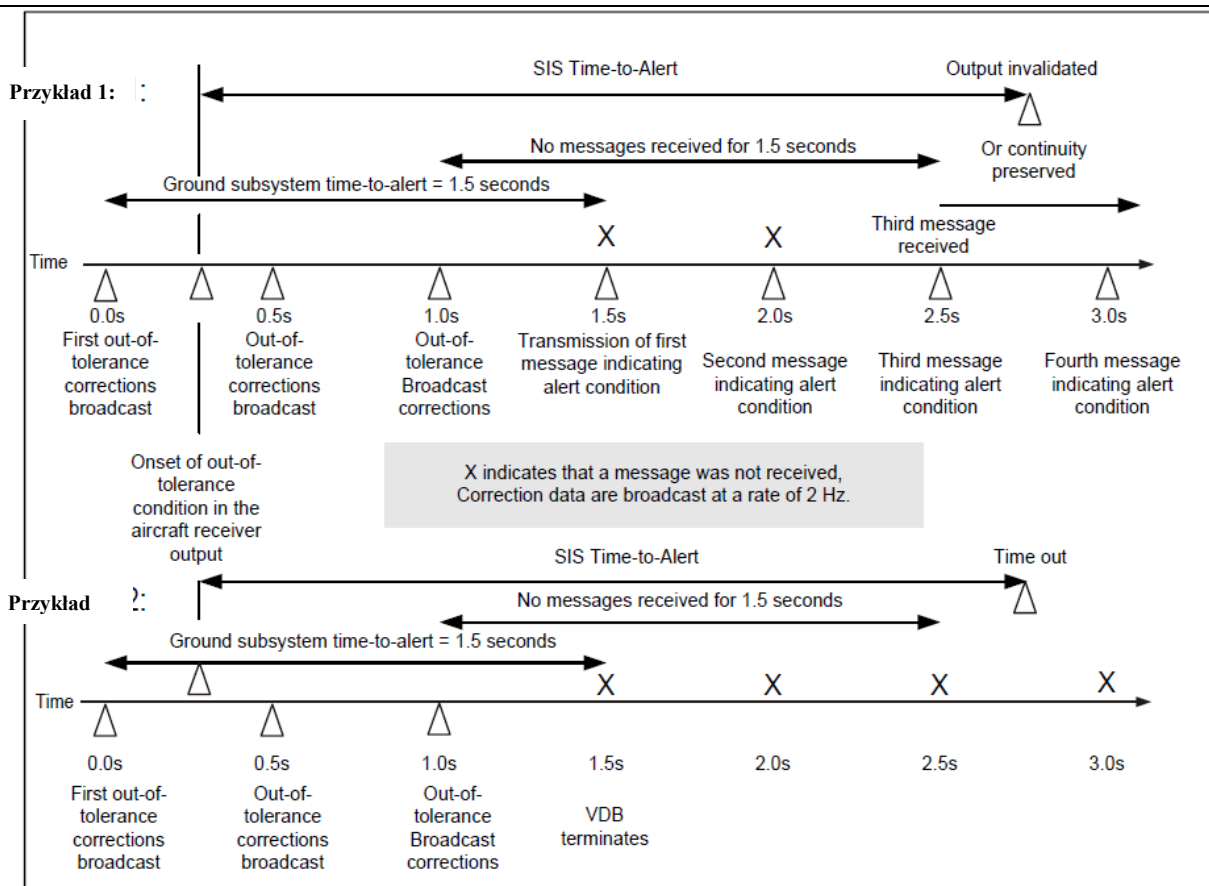 SIS Time-to-Alert
Output invalidated
Przykład 1: :
No messages received for 1.5 seconds
Or continuity
preserved
Ground subsystem time-to-alert = 1.5 seconds
X
X
Third message
received
Time
0.0s
0.5s
1.0s
1.5s
2.0s
2.5s
3.0s
First out-of-
tolerance
corrections
broadcast
Out-of-
tolerance
corrections
broadcast
Out-of-
tolerance
Broadcast
corrections
Transmission of first
message indicating
alert condition
Second message
indicating alert
condition
Third message
indicating alert
condition
Fourth message
indicating alert
condition
Onset of out-of-
tolerance
condition in the
aircraft receiver
output
X indicates that a message was not received,
Correction data are broadcast at a rate of 2 Hz.
SIS Time-to-Alert
Time out
Przykład 2:
No messages received for 1.5 seconds
Ground subsystem time-to-alert = 1.5 seconds
X
X
X
X
Time
0.0s
0.5s
1.0s
1.5s
2.0s
2.5s
3.0s
First out-of-
tolerance
corrections
broadcast
Out-of-
tolerance
corrections
broadcast
Out-of-
tolerance
Broadcast
corrections
VDB
terminates